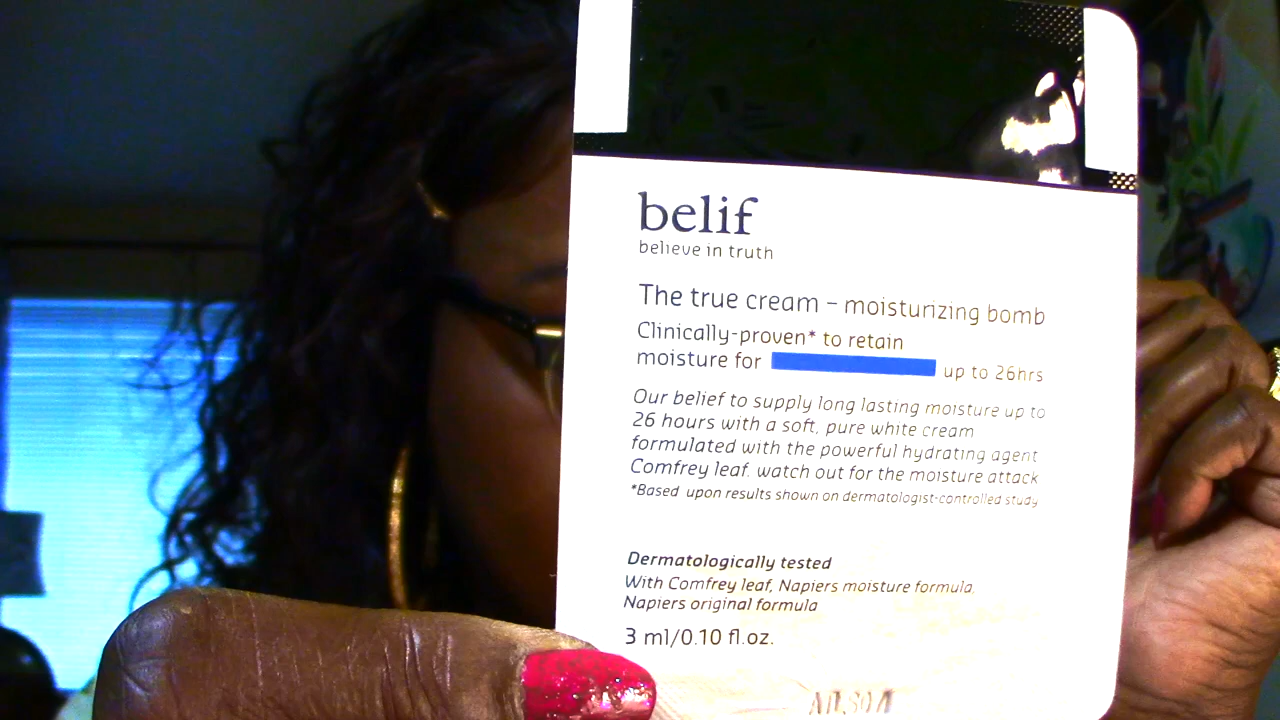 belif
believe in truth
The true cream – moisturizing bomb
Clinically-proven* to retain
moisture for up to 26hrs
Our belief to supply long lasting moisture up to
26 hours with a soft, pure white cream
formulated with the powerful hydrating agent
Comfrey leaf. watch out for the moisture attack
*Based upon results shown on dermatologist-controlled study
Dermatologically tested
With Comfrey leaf, Napiers moisture formula,
Napiers original formula
3 ml/0.10 fl.oz.